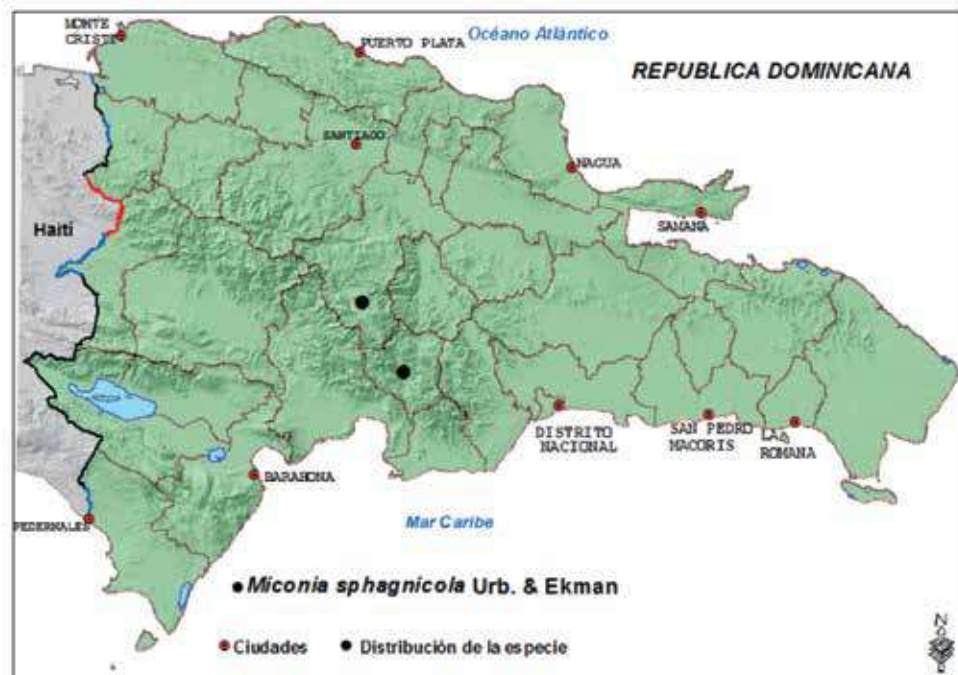 MONTE
CRISTI
PUERTO PLATA
Océano Atlántico
REPUBLICA DOMINICANA
SANTIAGO
NAGUA
SAMANA
Haití
DISTRITO
NACIONAL
SAN PEDRO
MACORIS
LA
ROMANA
BARAHONA
PEDERNALES
Mar Caribe
Miconia sphagnicola Urb. & Ekman
Ciudades
Distribución de la especie
N